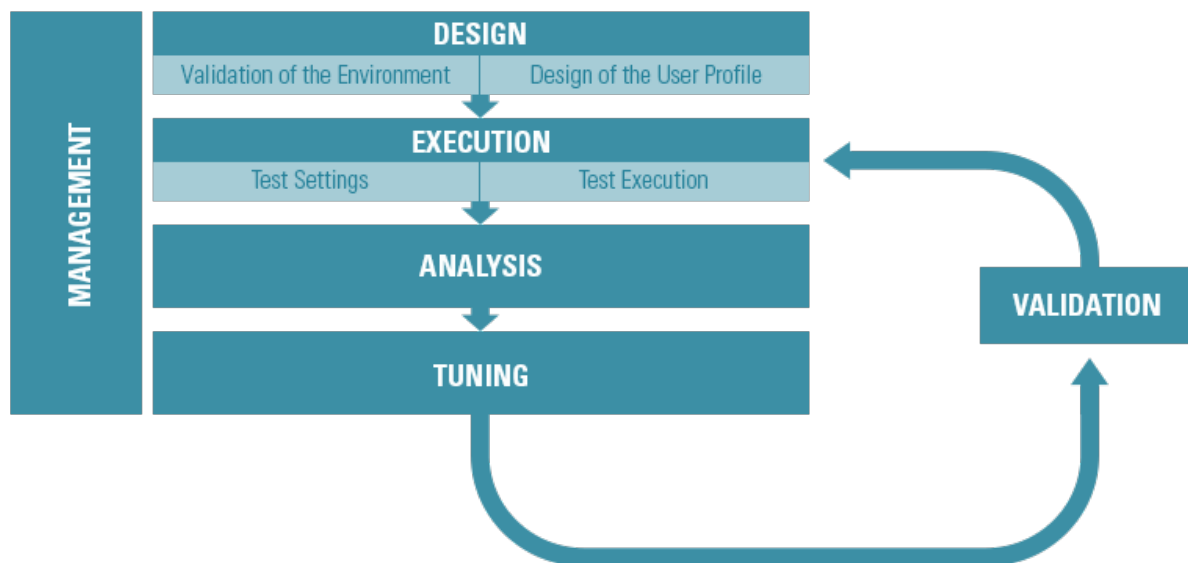 MANAGEMENT
DESIGN
Validation of the Environment
Design of the User Profile
EXECUTION
Test Settings
Test Execution
ANALYSIS
TUNING
VALIDATION